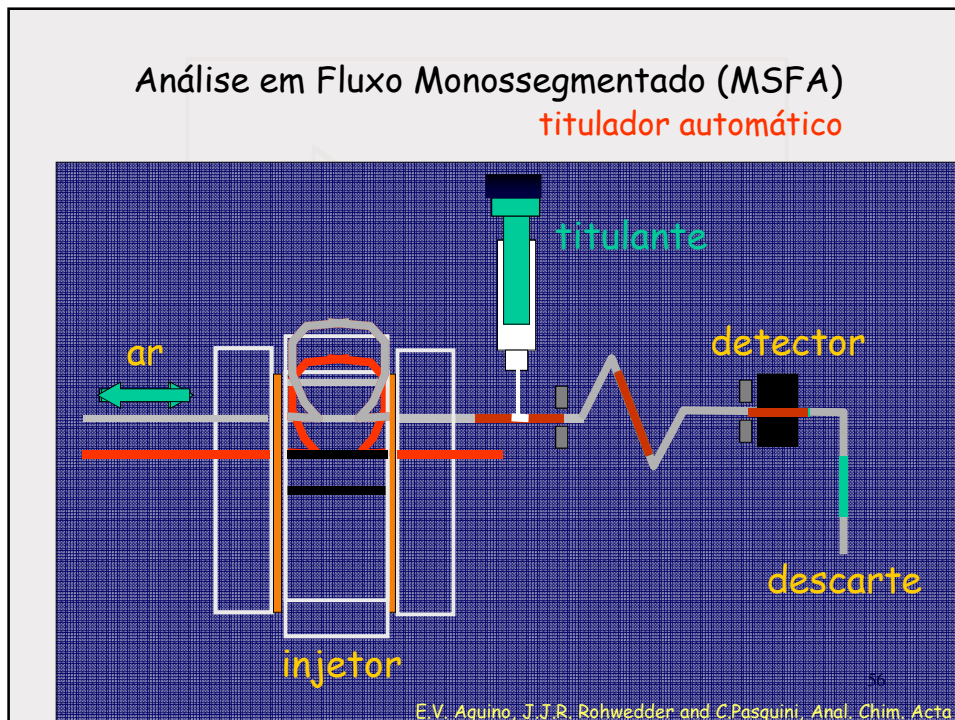 Análise em Fluxo Monossegmentado (MSFA)
titulador automático
titulante
ar
detector
descarte
injetor
56
E.V. Aquino, J.J.R. Rohwedder and C.Pasquini, Anal. Chim. Acta